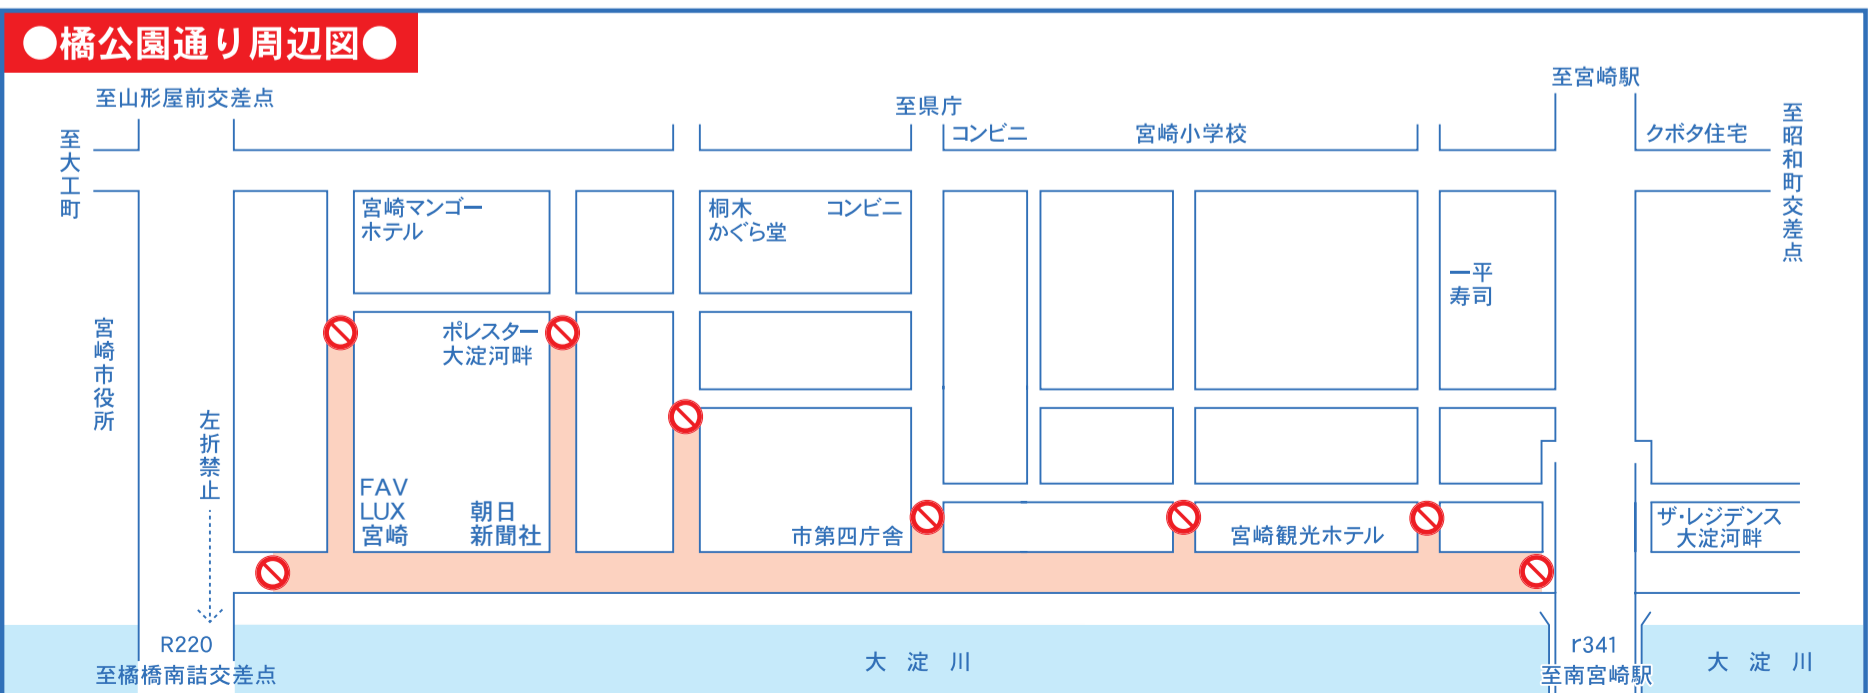 ●橘公園通り周辺図●
至山形屋前交差点
至大工町
至県庁
コンビニ
宮崎小学校
至宮崎駅
クボタ住宅
至昭和町交差点
宮崎マンゴー
ホテル
桐木
かぐら堂
コンビニ
一平
寿司
宮崎市役所
左折禁止
ポレスター
大淀河畔
FAV
LUX
宮崎
朝日
新聞社
市第四庁舎
宮崎観光ホテル
ザ・レジデンス
大淀河畔
R220
至橘橋南詰交差点
大淀川
r341
至南宮崎駅
大淀川